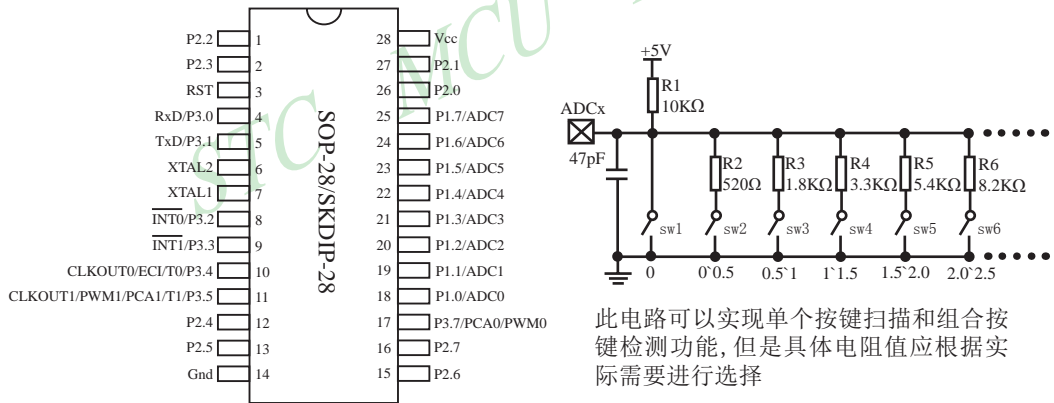 STC MCU
P2.2 1
P2.3 2
RST 3
RxD/P3.0 4
TxD/P3.1 5
XTAL2 6
XTAL1 7
INT0/P3.2 8
INT1/P3.3 9
CLKOUT0/ECI/T0/P3.4 10
CLKOUT1/PWM1/PCA1/T1/P3.5 11
P2.4 12
P2.5 13
Gnd 14
SOP-28/SKDIP-28
28 Vcc
27 P2.1
26 P2.0
25 P1.7/ADC7
24 P1.6/ADC6
23 P1.5/ADC5
22 P1.4/ADC4
21 P1.3/ADC3
20 P1.2/ADC2
19 P1.1/ADC1
18 P1.0/ADC0
17 P3.7/PCA0/PWM0
16 P2.7
15 P2.6
+5V
R1
10KΩ
ADCx
47pF
R2 R3 R4 R5 R6
520Ω 1.8KΩ 3.3KΩ 5.4KΩ 8.2KΩ
sw1 sw2 sw3 sw4 sw5 sw6
0 0`0.5 0.5`1 1`1.5 1.5`2.0 2.0`2.5
此电路可以实现单个按键扫描和组合按
键检测功能,但是具体电阻值应根据实
际需要进行选择